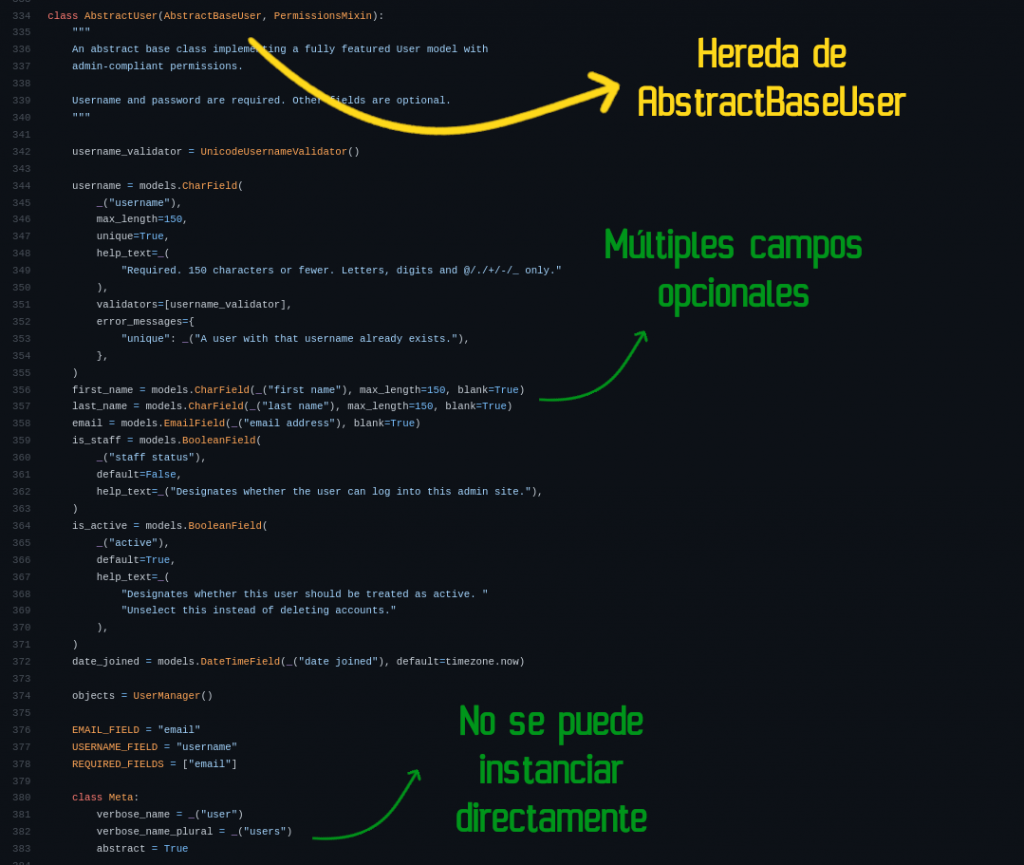 334 class AbstractUser(AbstractBaseUser, PermissionsMixin):
335     """
336     An abstract base class implementing a fully featured User model with
337     admin-compliant permissions.
338
339     Username and password are required. Other fields are optional.
340     """
341
342     username_validator = UnicodeUsernameValidator()
343
344     username = models.CharField(
345         _("username"),
346         max_length=150,
347         unique=True,
348         help_text=_(
349             "Required. 150 characters or fewer. Letters, digits and @/./+/-/_ only."
350         ),
351         validators=[username_validator],
352         error_messages={
353             "unique": _("A user with that username already exists."),
354         },
355     )
356     first_name = models.CharField(_("first name"), max_length=150, blank=True)
357     last_name = models.CharField(_("last name"), max_length=150, blank=True)
358     email = models.EmailField(_("email address"), blank=True)
359     is_staff = models.BooleanField(
360         _("staff status"),
361         default=False,
362         help_text=_("Designates whether the user can log into this admin site."),
363     )
364     is_active = models.BooleanField(
365         _("active"),
366         default=True,
367         help_text=_(
368             "Designates whether this user should be treated as active. "
369             "Unselect this instead of deleting accounts."
370         ),
371     )
372     date_joined = models.DateTimeField(_("date joined"), default=timezone.now)
373
374     objects = UserManager()
375
376     EMAIL_FIELD = "email"
377     USERNAME_FIELD = "username"
378     REQUIRED_FIELDS = ["email"]
379
380     class Meta:
381         verbose_name = _("user")
382         verbose_name_plural = _("users")
383         abstract = True
Hereda de
AbstractBaseUser
Múltiples campos
opcionales
No se puede
instanciar
directamente